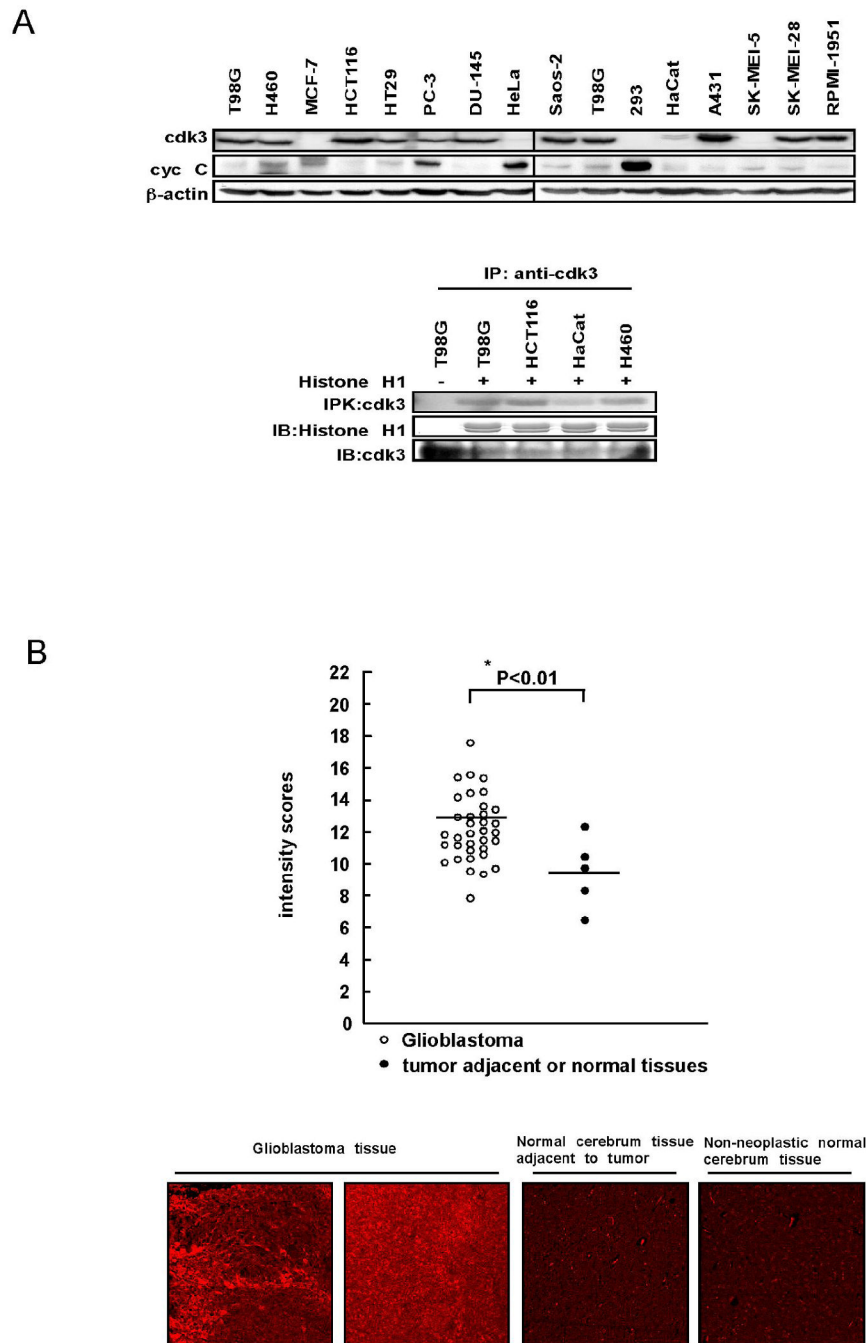 A
T98G H460 MCF-7 HCT116 HT29 PC-3 DU-145 HeLa Saos-2 T98G 293 HaCat A431 SK-MEl-5 SK-MEl-28 RPMI-1951
cdk3
cyc C
β-actin
IP: anti-cdk3
T98G T98G HCT116 HaCat H460
Histone H1 - + + + +
IPK:cdk3
IB:Histone H1
IB:cdk3
B
*
P<0.01
22
20
18
16
14
12
10
8
6
4
2
0
intensity scores
Glioblastoma
tumor adjacent or normal tissues
Glioblastoma tissue
Normal cerebrum tissue
adjacent to tumor
Non-neoplastic normal
cerebrum tissue